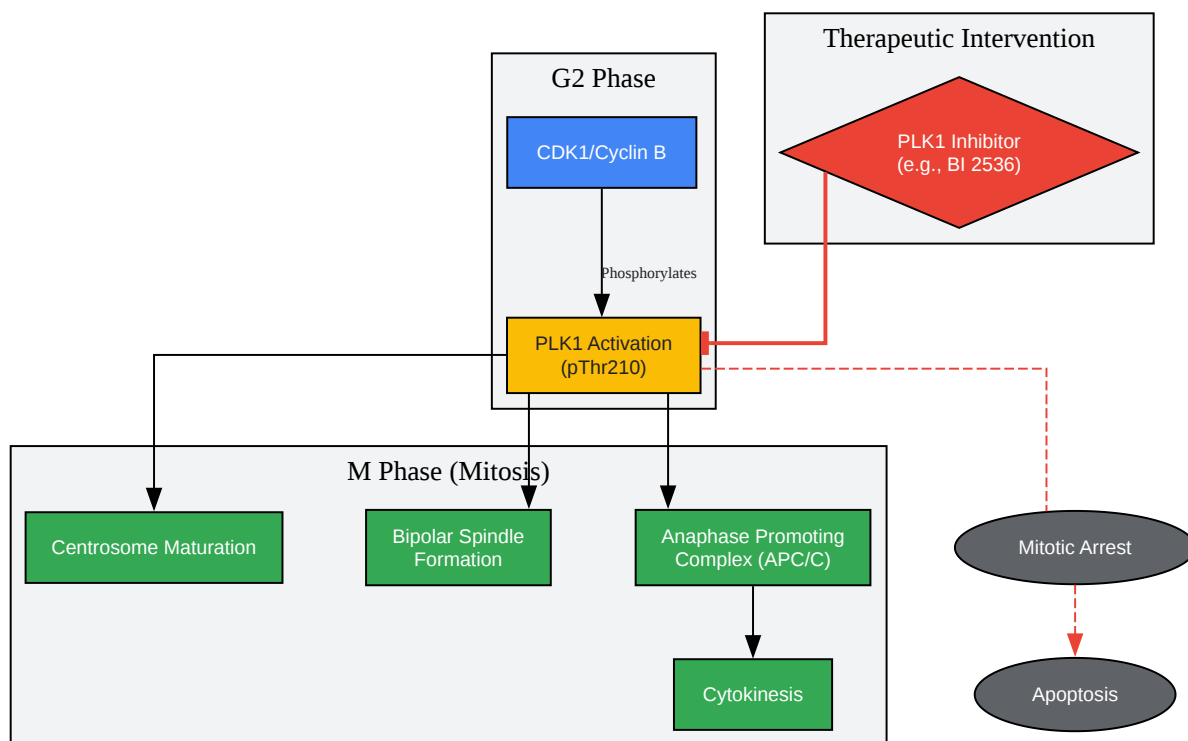 Therapeutic Intervention
G2 Phase
CDK1/Cyclin B
PLK1 Inhibitor
(e.g., BI 2536)
Phosphorylates
PLK1 Activation
(pThr210)
M Phase (Mitosis)
Centrosome Maturation
Bipolar Spindle
Formation
Anaphase Promoting
Complex (APC/C)
Mitotic Arrest
Cytokinesis
Apoptosis